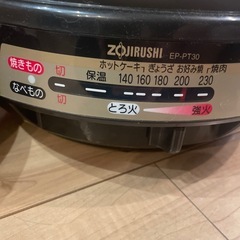 ZOJIRUSHI
EP-PT30
ホットケーキ ぎょうざ お好み焼 焼肉
焼きもの 切 保温 140 160 180 200 230
なべもの 切
とろ火 強火